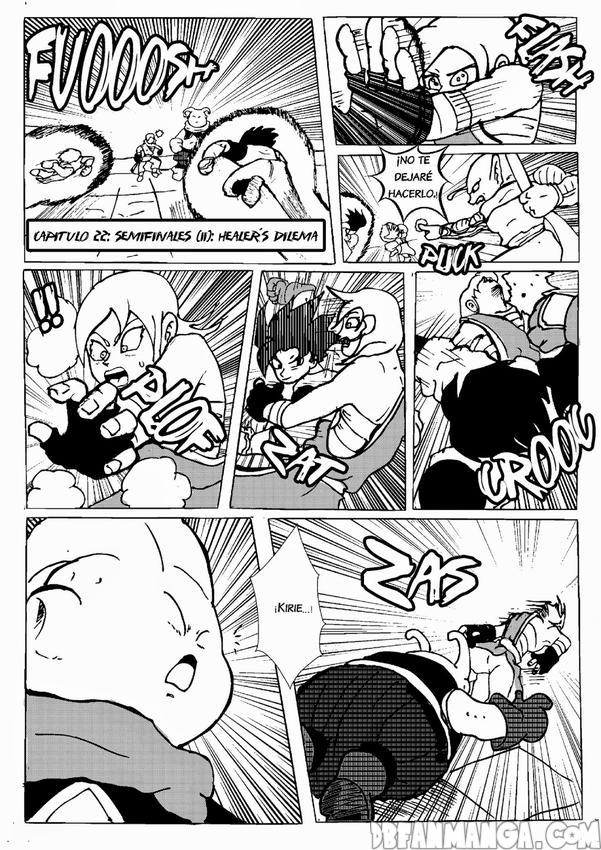 FUOOOSH
CAPITULO 22: SEMIFINALES (II): HEALER'S DILEMA
FLASH
¡NO TE
DEJARÉ
HACERLO!
PUCK
!!
PLOF
ZAT
CROOC
¡KIRIE...!
ZAS
DBFANMANGA.COM